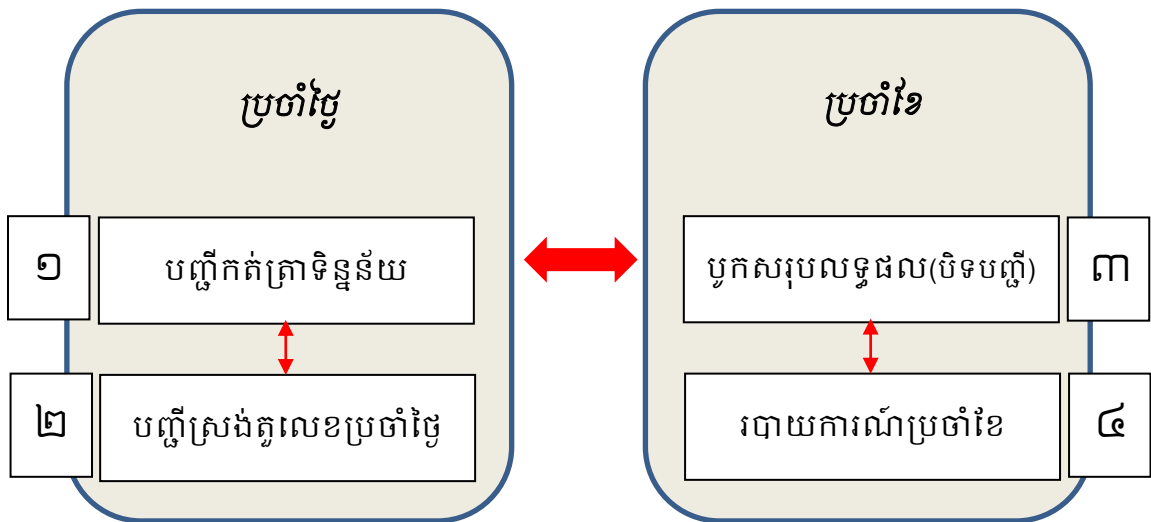 ប្រចាំថ្ងៃ
១
បញ្ជីកត់ត្រាទិន្នន័យ
២
បញ្ជីស្រង់តួលេខប្រចាំថ្ងៃ
ប្រចាំខែ
បូកសរុបលទ្ធផល(បិទបញ្ជី)
៣
របាយការណ៍ប្រចាំខែ
៤